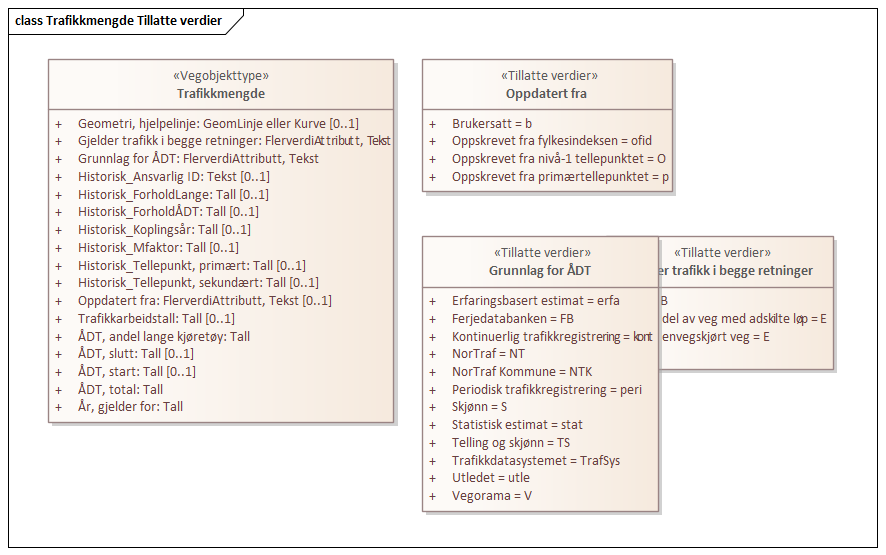 class Trafikkmengde Tillatte verdier
«Vegobjekttype»
Trafikkmengde
+ Geometri, hjelpelinje: GeomLinje eller Kurve [0..1]
+ Gjelder trafikk i begge retninger: FlerverdiAttributt, Tekst
+ Grunnlag for ÅDT: FlerverdiAttributt, Tekst
+ Historisk_Ansvarlig ID: Tekst [0..1]
+ Historisk_ForholdLange: Tall [0..1]
+ Historisk_ForholdÅDT: Tall [0..1]
+ Historisk_Koplingsår: Tall [0..1]
+ Historisk_Mfaktor: Tall [0..1]
+ Historisk_Tellepunkt, primært: Tall [0..1]
+ Historisk_Tellepunkt, sekundært: Tall [0..1]
+ Oppdatert fra: FlerverdiAttributt, Tekst [0..1]
+ Trafikkarbeidstall: Tall [0..1]
+ ÅDT, andel lange kjøretøy: Tall
+ ÅDT, slutt: Tall [0..1]
+ ÅDT, start: Tall [0..1]
+ ÅDT, total: Tall
+ År, gjelder for: Tall
«Tillatte verdier»
Oppdatert fra
+ Brukersatt = b
+ Oppskrevet fra fylkesindeksen = ofid
+ Oppskrevet fra nivå-1 tellepunktet = O
+ Oppskrevet fra primærtellepunktet = p
«Tillatte verdier»
Grunnlag for ÅDT
+ Erfaringsbasert estimat = erfa
+ Ferjedatabanken = FB
+ Kontinuerlig trafikkregistrering = kont
+ NorTraf = NT
+ NorTraf Kommune = NTK
+ Periodisk trafikkregistrering = peri
+ Skjønn = S
+ Statistisk estimat = stat
+ Telling og skjønn = TS
+ Trafikkdatasystemet = TrafSys
+ Utledet = utle
+ Vegorama = V
«Tillatte verdier»
er trafikk i begge retninger
B
del av veg med adskilte løp = E
envegskjørt veg = E